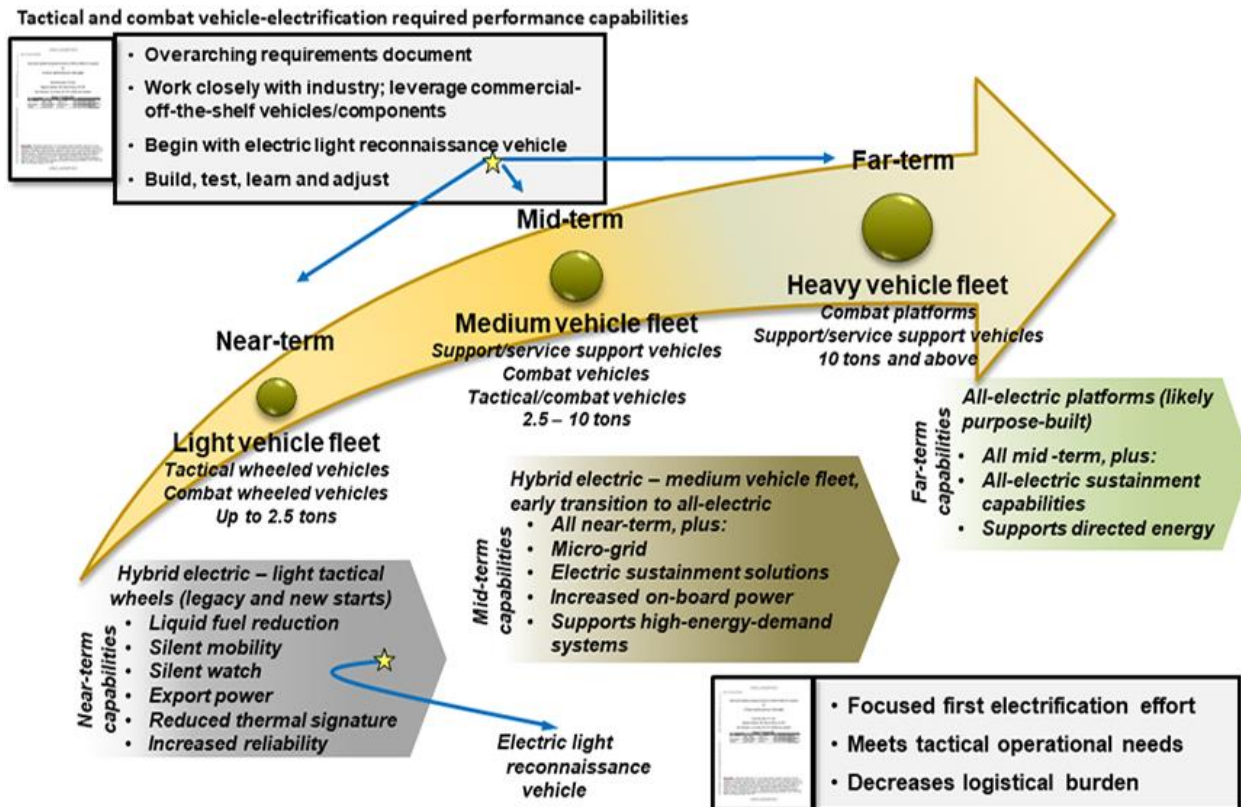 Tactical and combat vehicle-electrification required performance capabilities
• Overarching requirements document
• Work closely with industry; leverage commercial-
off-the-shelf vehicles/components
• Begin with electric light reconnaissance vehicle
• Build, test, learn and adjust
Far-term
Heavy vehicle fleet
Combat platforms
Support/service support vehicles
10 tons and above
Mid-term
Medium vehicle fleet
Support/service support vehicles
Combat vehicles
Tactical/combat vehicles
2.5 – 10 tons
Near-term
Light vehicle fleet
Tactical wheeled vehicles
Combat wheeled vehicles
Up to 2.5 tons
Near-term
capabilities
Hybrid electric – light tactical
wheels (legacy and new starts)
• Liquid fuel reduction
• Silent mobility
• Silent watch
• Export power
• Reduced thermal signature
• Increased reliability
Electric light
reconnaissance
vehicle
Mid-term
capabilities
Hybrid electric – medium vehicle fleet,
early transition to all-electric
• All near-term, plus:
• Micro-grid
• Electric sustainment solutions
• Increased on-board power
• Supports high-energy-demand
systems
Far-term
capabilities
All-electric platforms (likely
purpose-built)
• All mid -term, plus:
• All-electric sustainment
capabilities
• Supports directed energy
• Focused first electrification effort
• Meets tactical operational needs
• Decreases logistical burden